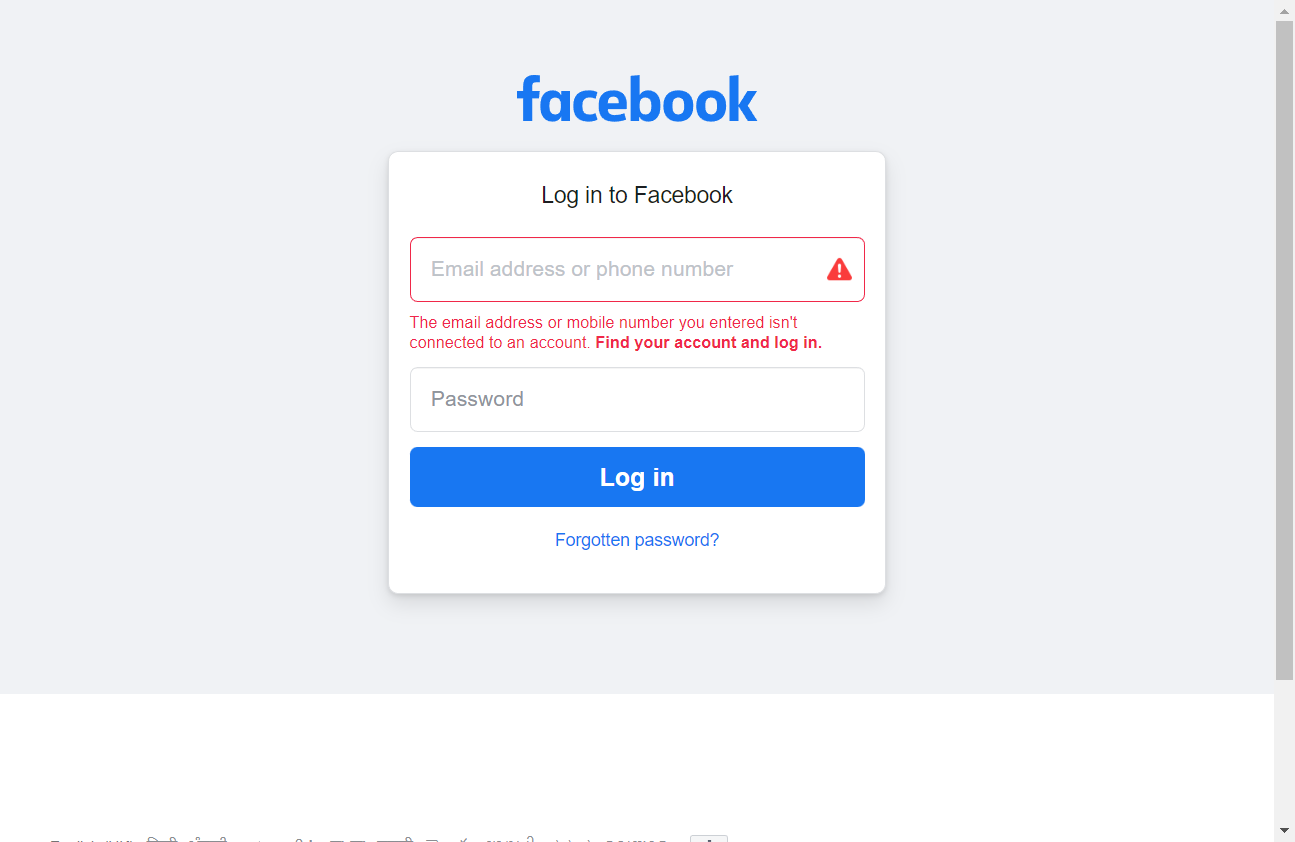 facebook
Log in to Facebook
Email address or phone number
The email address or mobile number you entered isn't
connected to an account. Find your account and log in.
Password
Log in
Forgotten password?